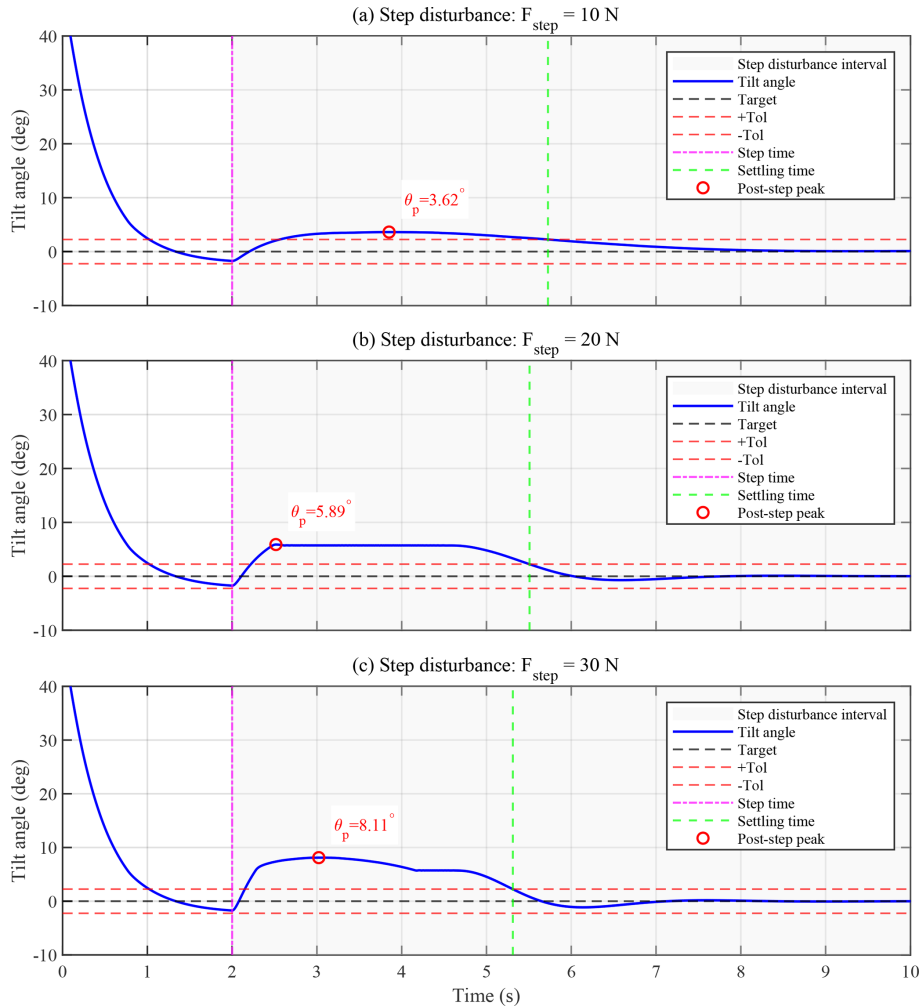 (a) Step disturbance: F_step = 10 N
40
30
20
10
0
-10
Tilt angle (deg)
θ_p=3.62°
Step disturbance interval
Tilt angle
Target
+Tol
-Tol
Step time
Settling time
Post-step peak
(b) Step disturbance: F_step = 20 N
40
30
20
10
0
-10
Tilt angle (deg)
θ_p=5.89°
Step disturbance interval
Tilt angle
Target
+Tol
-Tol
Step time
Settling time
Post-step peak
(c) Step disturbance: F_step = 30 N
40
30
20
10
0
-10
Tilt angle (deg)
θ_p=8.11°
Step disturbance interval
Tilt angle
Target
+Tol
-Tol
Step time
Settling time
Post-step peak
0 1 2 3 4 5 6 7 8 9 10
Time (s)